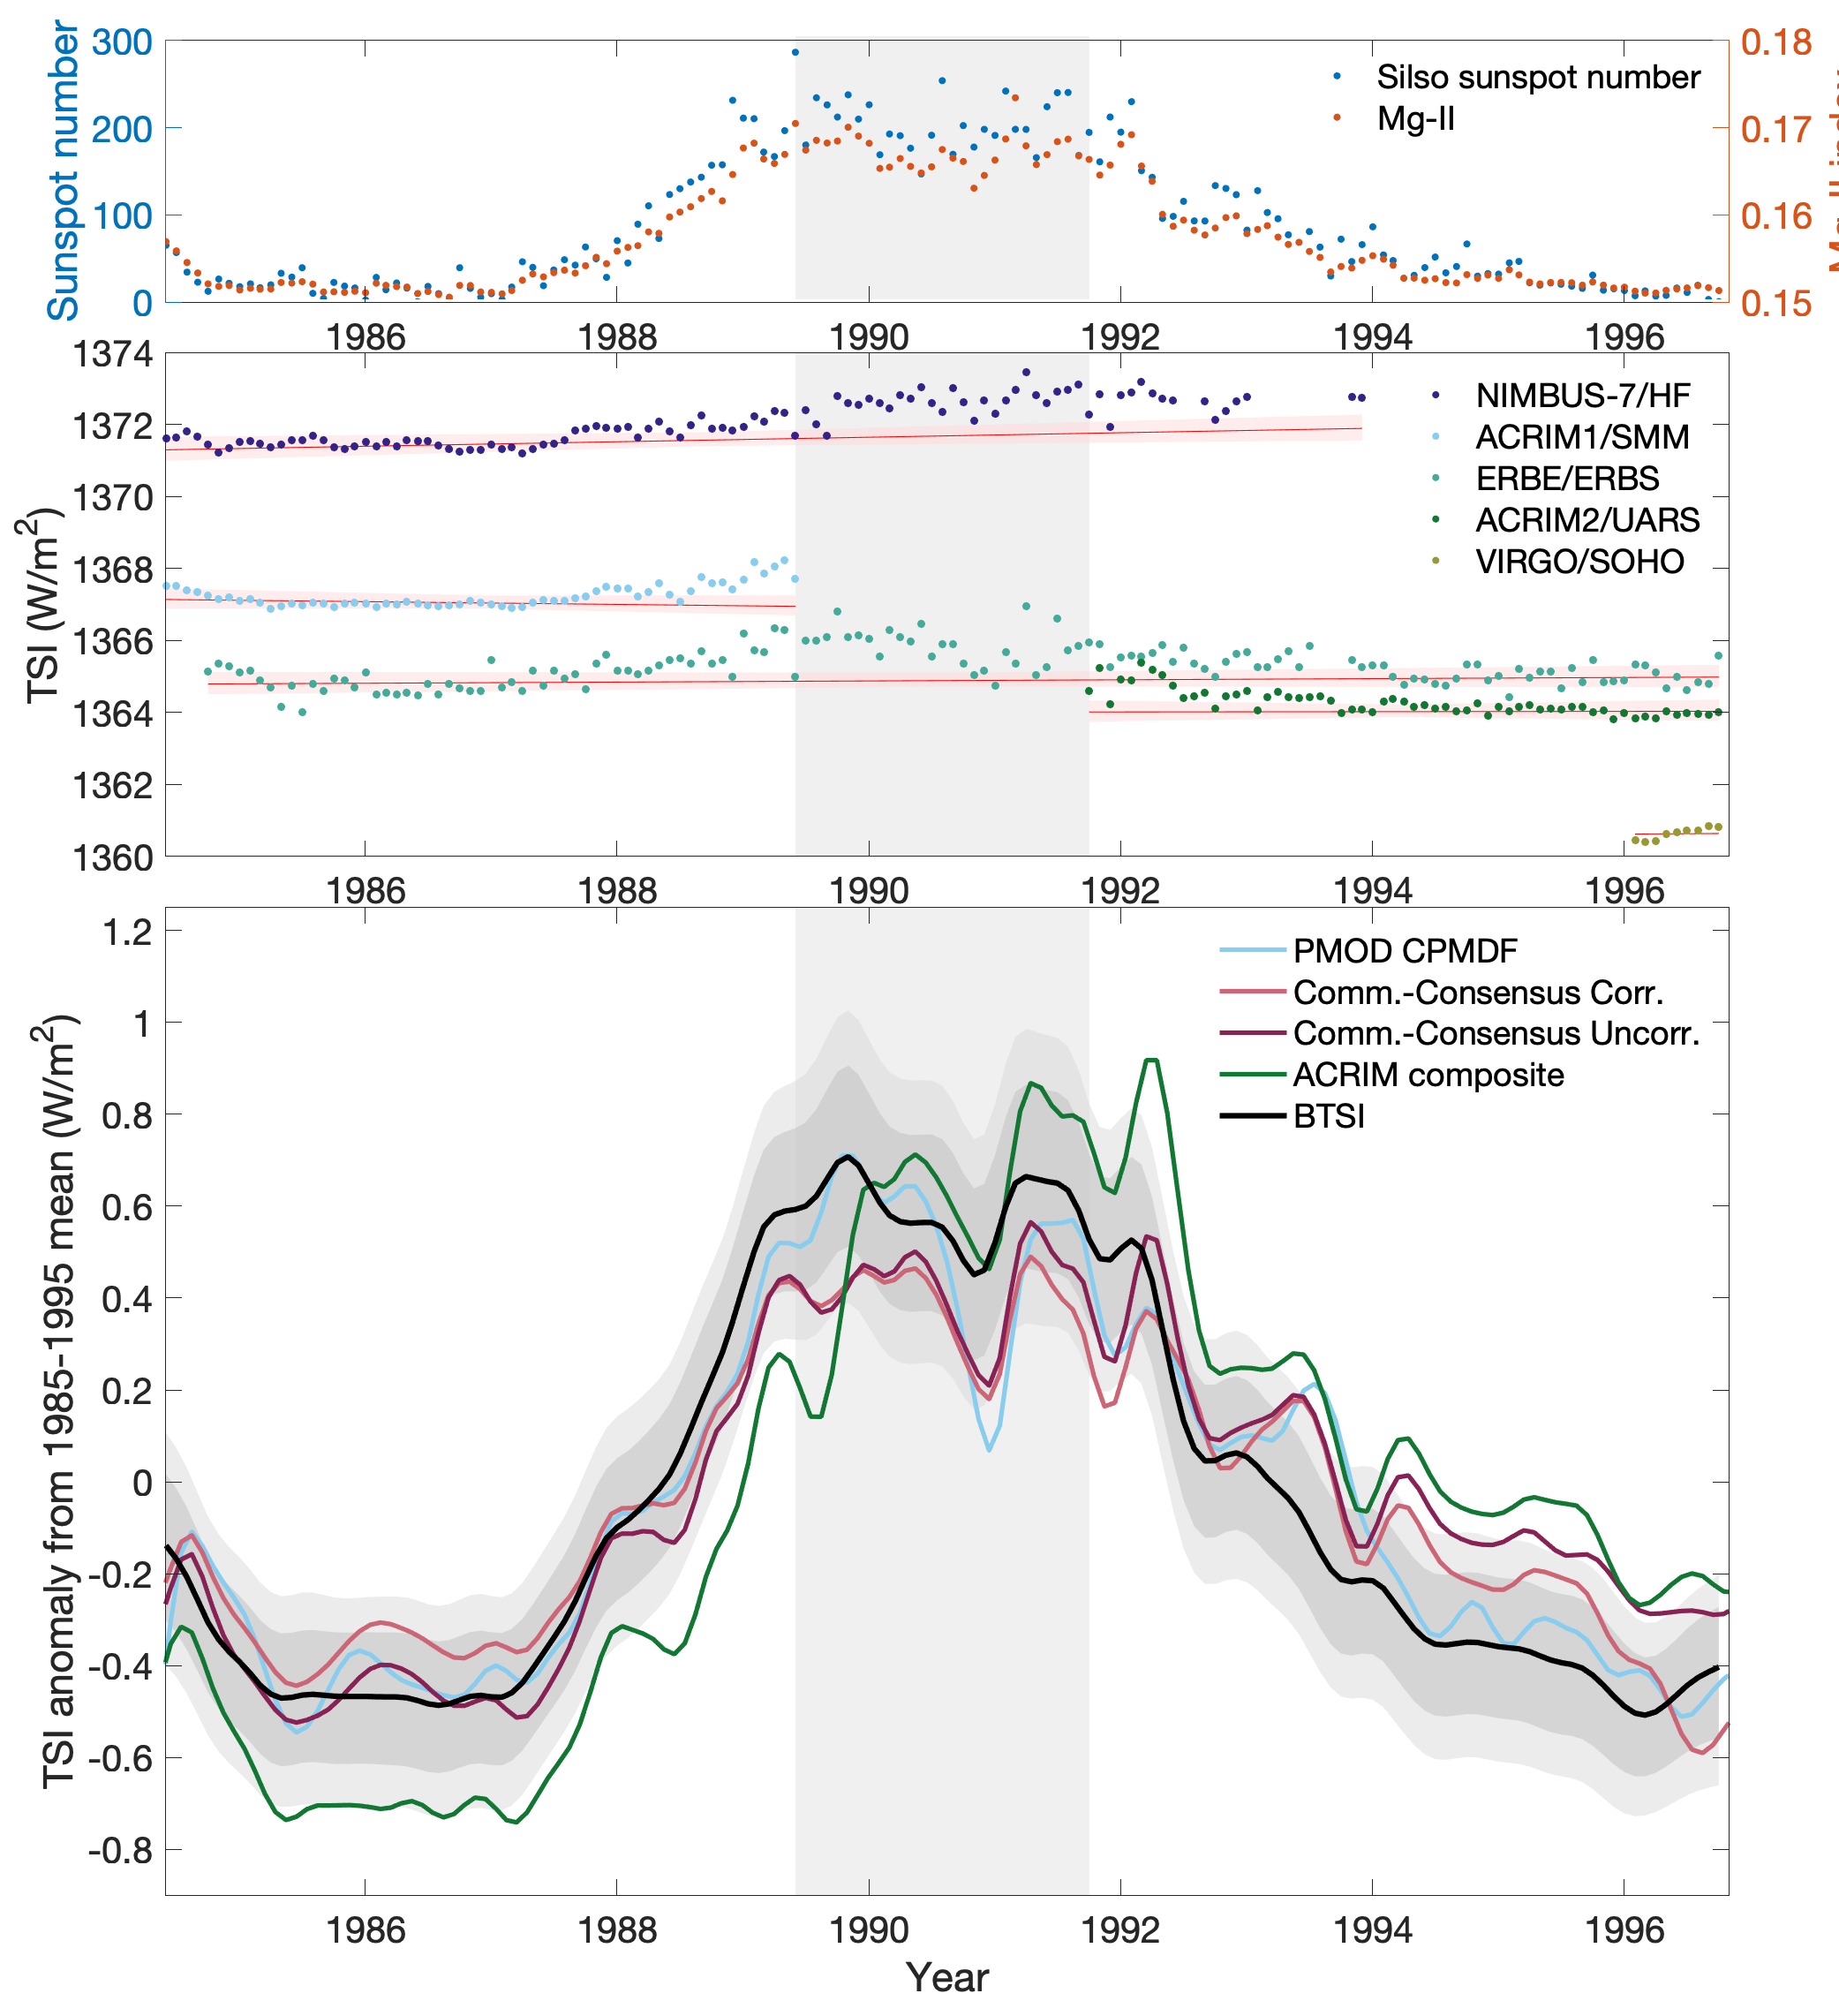 Sunspot number
300
200
100
0
0.18
0.17
0.16
0.15
Silso sunspot number
Mg-II
1986
1988
1990
1992
1994
1996
TSI (W/m2)
1374
1372
1370
1368
1366
1364
1362
1360
NIMBUS-7/HF
ACRIM1/SMM
ERBE/ERBS
ACRIM2/UARS
VIRGO/SOHO
1986
1988
1990
1992
1994
1996
TSI anomaly from 1985-1995 mean (W/m2)
1.2
1
0.8
0.6
0.4
0.2
0
-0.2
-0.4
-0.6
-0.8
PMOD CPMDF
Comm.-Consensus Corr.
Comm.-Consensus Uncorr.
ACRIM composite
BTSI
1986
1988
1990
1992
1994
1996
Year